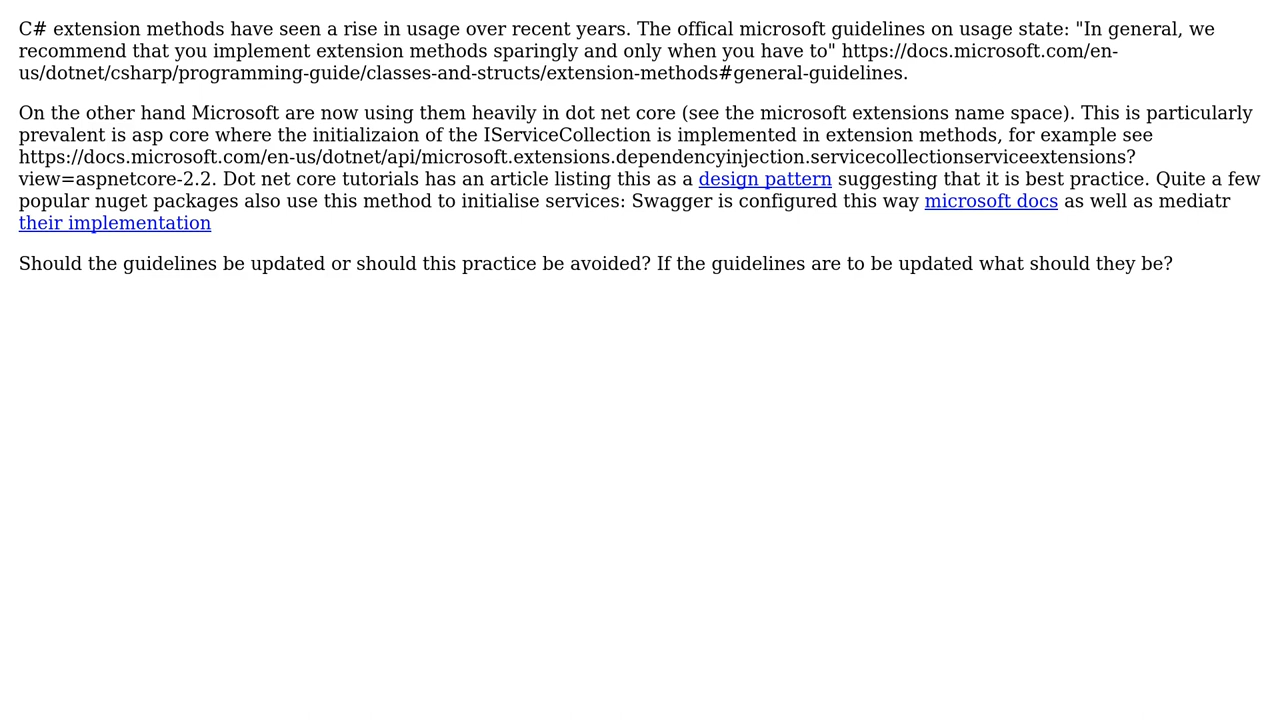 C# extension methods have seen a rise in usage over recent years. The offical microsoft guidelines on usage state: "In general, we
recommend that you implement extension methods sparingly and only when you have to" https://docs.microsoft.com/en-
us/dotnet/csharp/programming-guide/classes-and-structs/extension-methods#general-guidelines.
On the other hand Microsoft are now using them heavily in dot net core (see the microsoft extensions name space). This is particularly
prevalent is asp core where the initializaion of the IServiceCollection is implemented in extension methods, for example see
https://docs.microsoft.com/en-us/dotnet/api/microsoft.extensions.dependencyinjection.servicecollectionserviceextensions?
view=aspnetcore-2.2. Dot net core tutorials has an article listing this as a design pattern suggesting that it is best practice. Quite a few
popular nuget packages also use this method to initialise services: Swagger is configured this way microsoft docs as well as mediatr
their implementation
Should the guidelines be updated or should this practice be avoided? If the guidelines are to be updated what should they be?